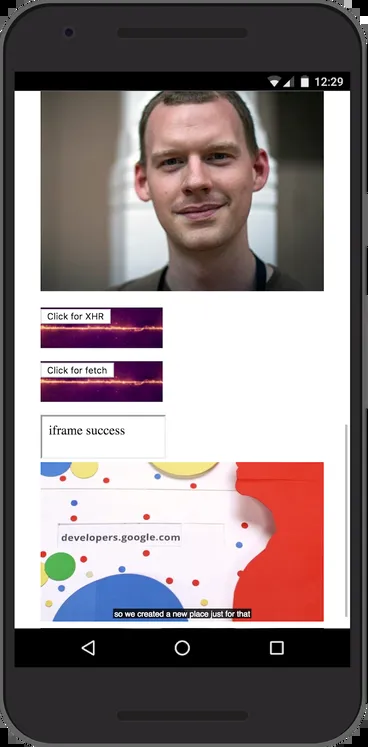 12:29
Click for XHR
Click for fetch
iframe success
developers.google.com
so we created a new place just for that